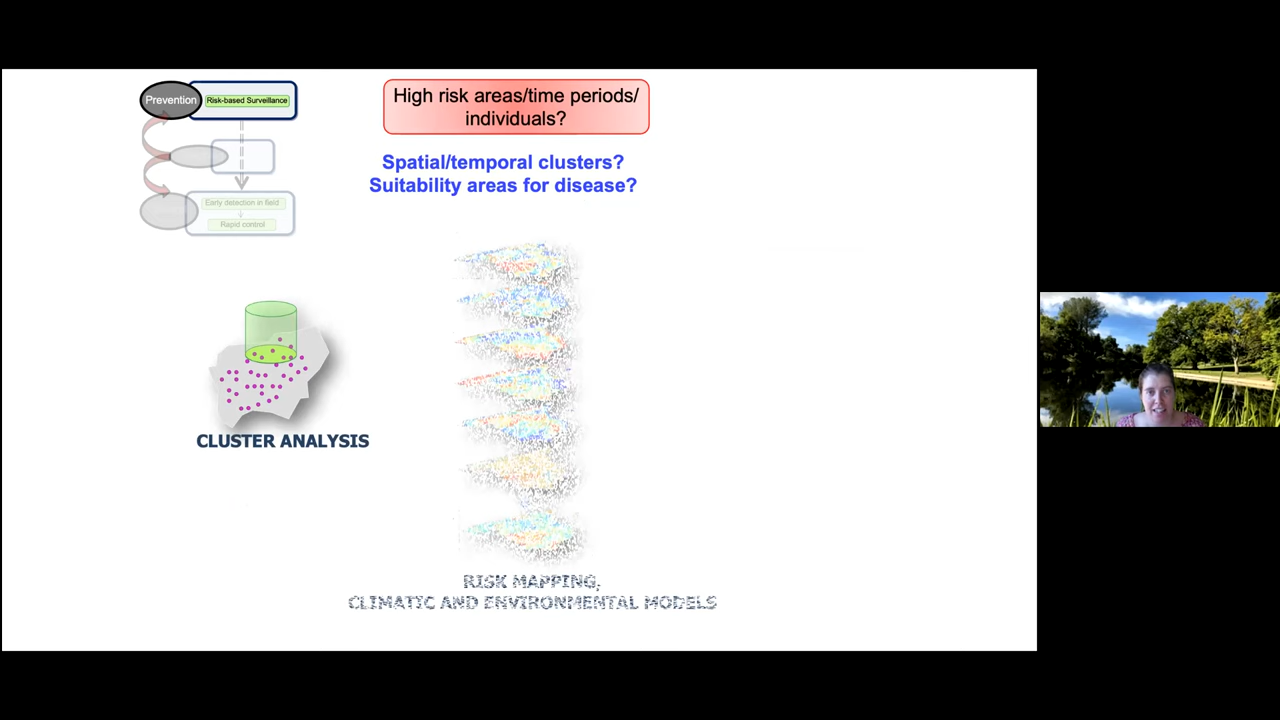 Prevention
Risk-based Surveillance
Early detection in field
Rapid control
High risk areas/time periods/
individuals?
Spatial/temporal clusters?
Suitability areas for disease?
CLUSTER ANALYSIS
RISK MAPPING,
CLIMATIC AND ENVIRONMENTAL MODELS